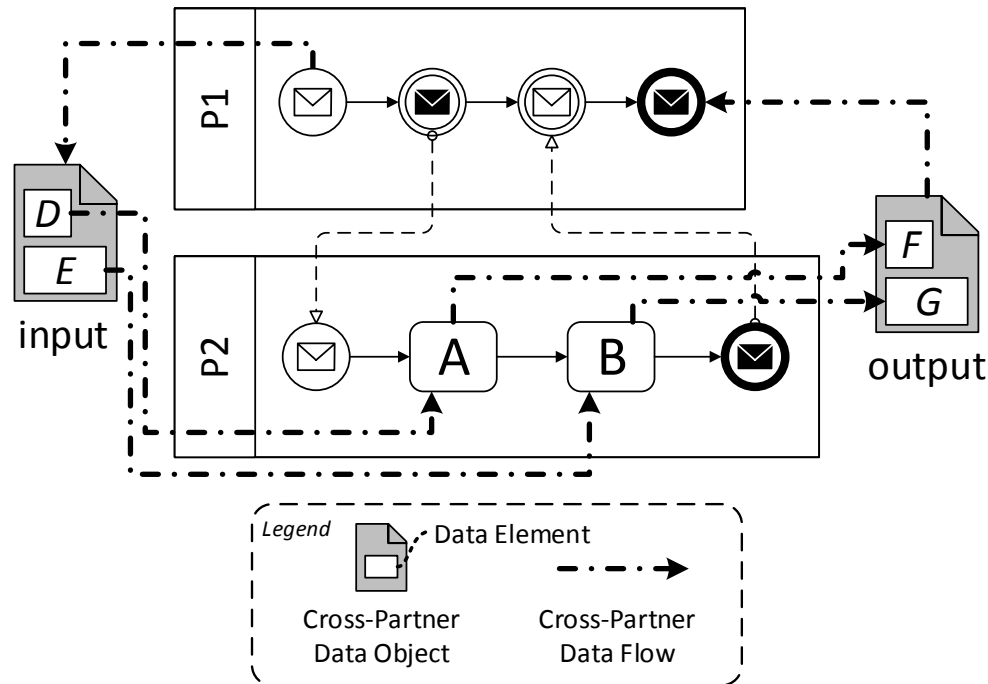 P1
D
E
input
F
G
output
P2
A
B
Legend
Data Element
Cross-Partner
Data Object
Cross-Partner
Data Flow